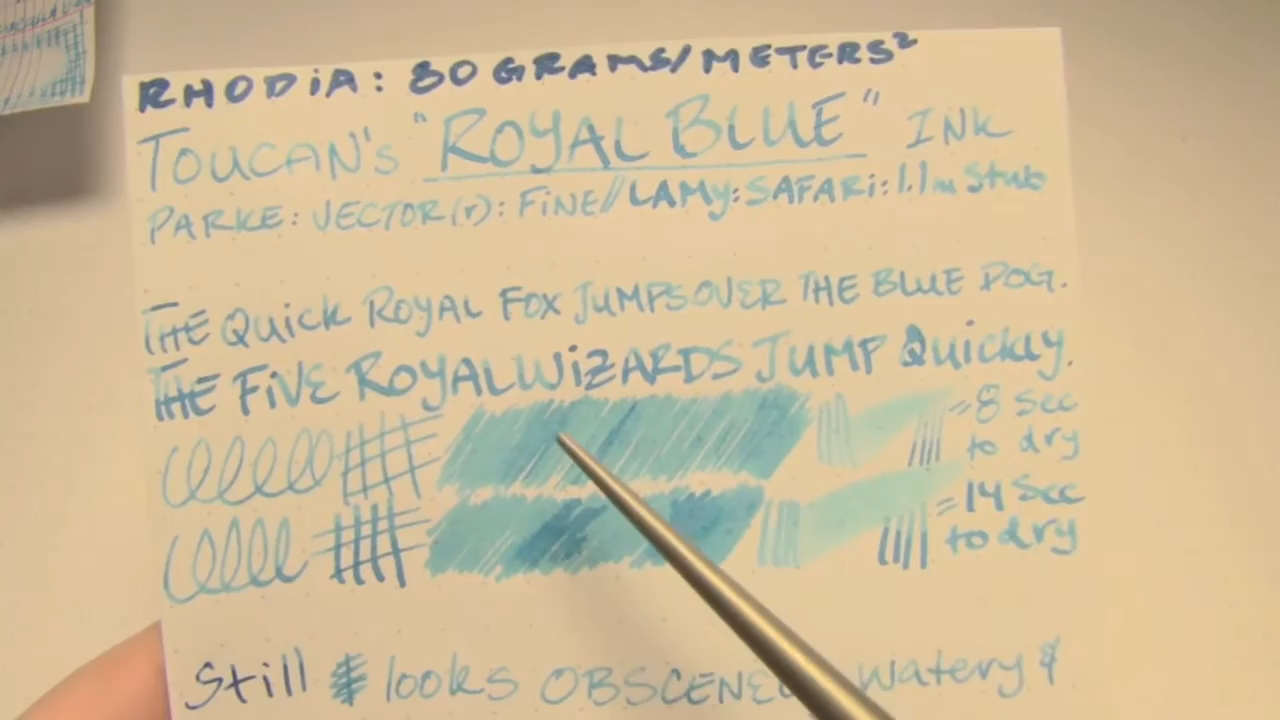 RHODiA: 80 GRAMS/METERS²
TOUCAN'S "ROYAL BLUE" INK
PARKE: VECTOR(r): FiNE//LAMY: SAFARi: 1.1m Stub
THE QUick ROYAL FOX JUMPS OVER THE BLUE DOG.
THE FiVE ROYAL WiZARDS JUMP Quickly.
=8 Sec
to dry
=14 Sec
to dry
Still looks watery &